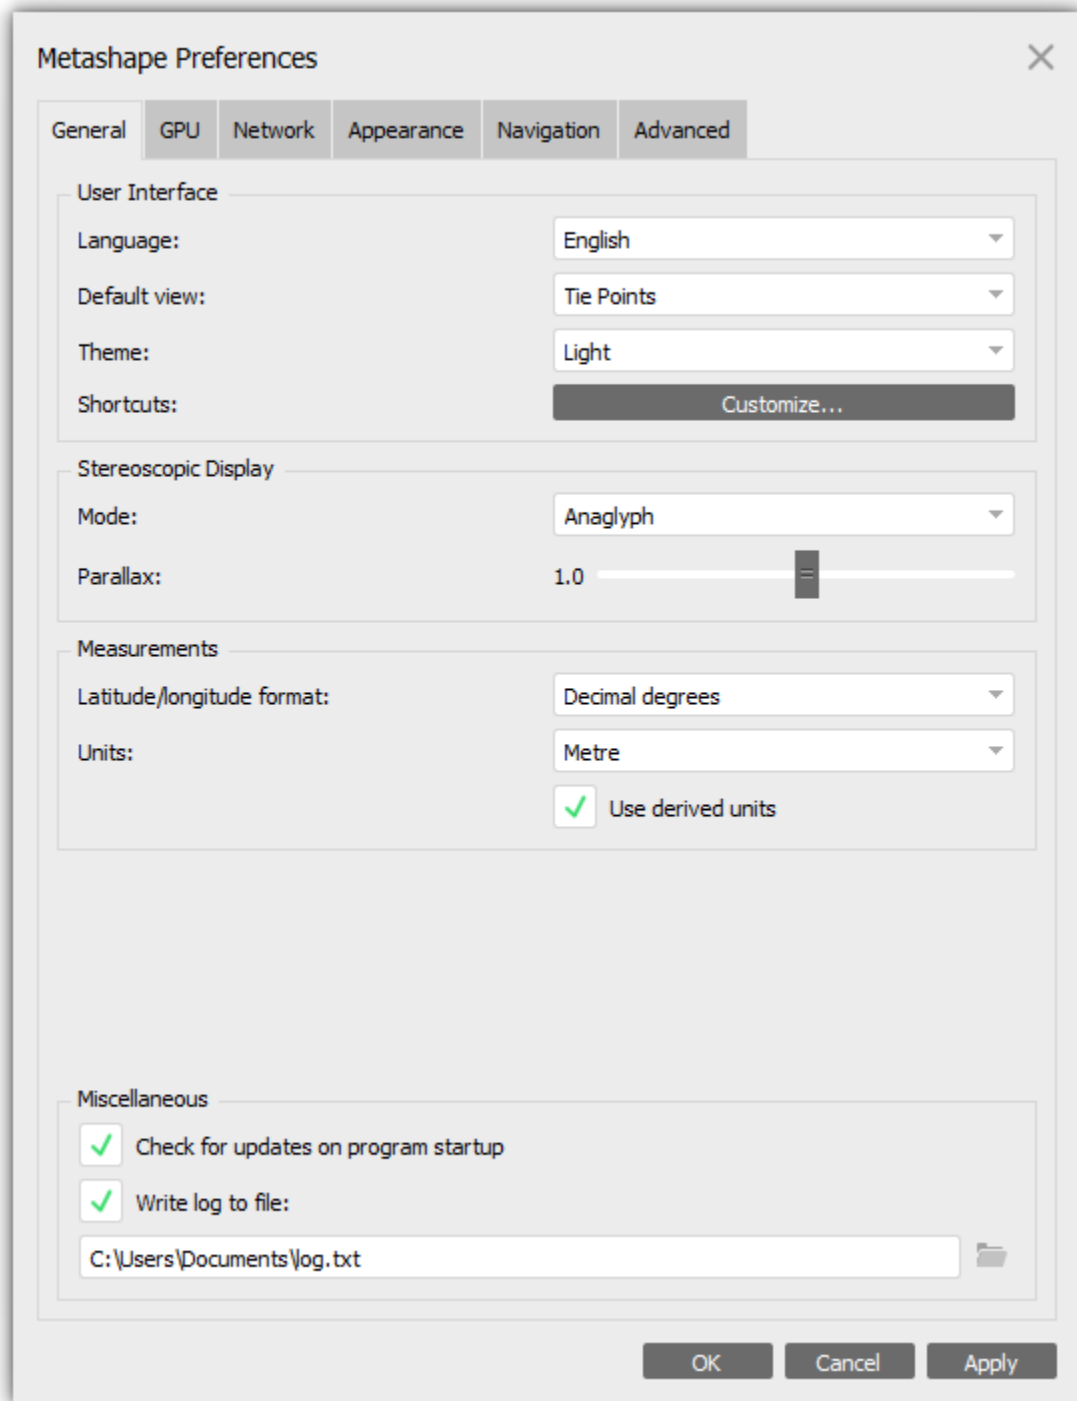 Metashape Preferences
General GPU Network Appearance Navigation Advanced
User Interface
Language: English
Default view: Tie Points
Theme: Light
Shortcuts: Customize...
Stereoscopic Display
Mode: Anaglyph
Parallax: 1.0
Measurements
Latitude/longitude format: Decimal degrees
Units: Metre
Use derived units
Miscellaneous
Check for updates on program startup
Write log to file:
C:\Users\Documents\log.txt
OK Cancel Apply